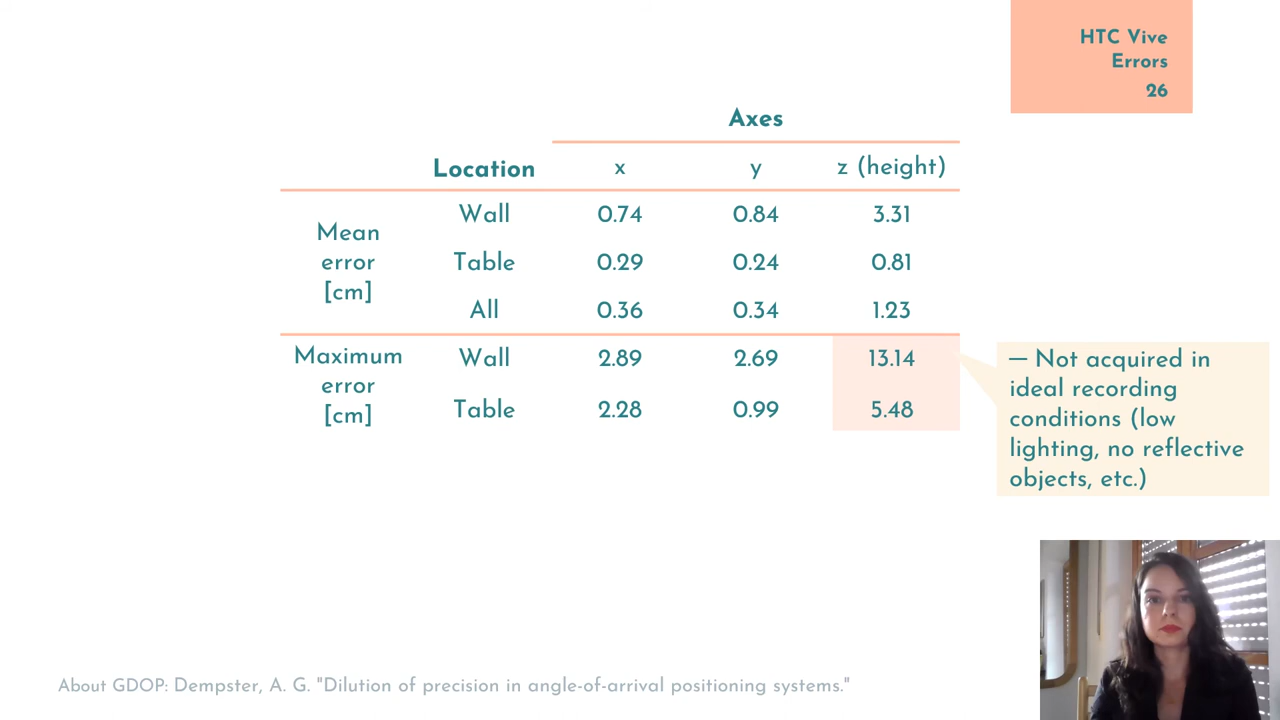 HTC Vive
Errors
26
Axes
Location x y z (height)
Mean
error
[cm]
Wall 0.74 0.84 3.31
Table 0.29 0.24 0.81
All 0.36 0.34 1.23
Maximum
error
[cm]
Wall 2.89 2.69 13.14
Table 2.28 0.99 5.48
— Not acquired in
ideal recording
conditions (low
lighting, no reflective
objects, etc.)
About GDOP: Dempster, A. G. "Dilution of precision in angle-of-arrival positioning systems."